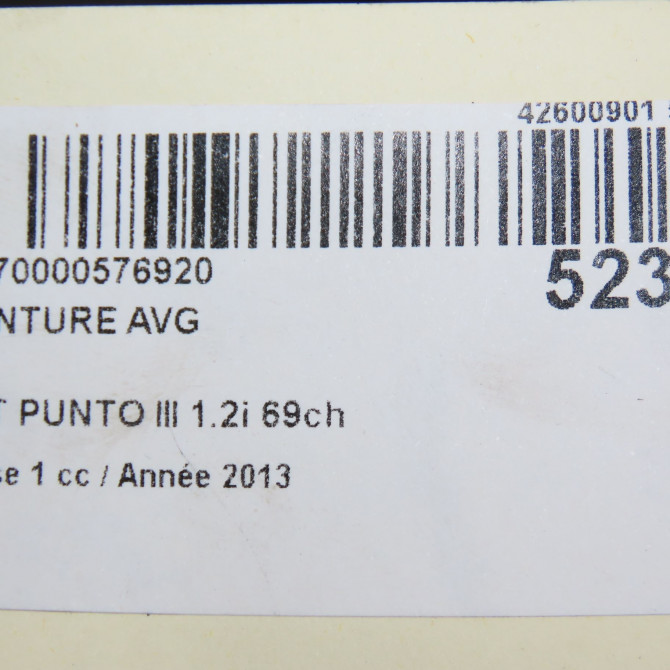 42600901
70000576920
523
NTURE AVG
T PUNTO III 1.2i 69ch
se 1 cc / Année 2013